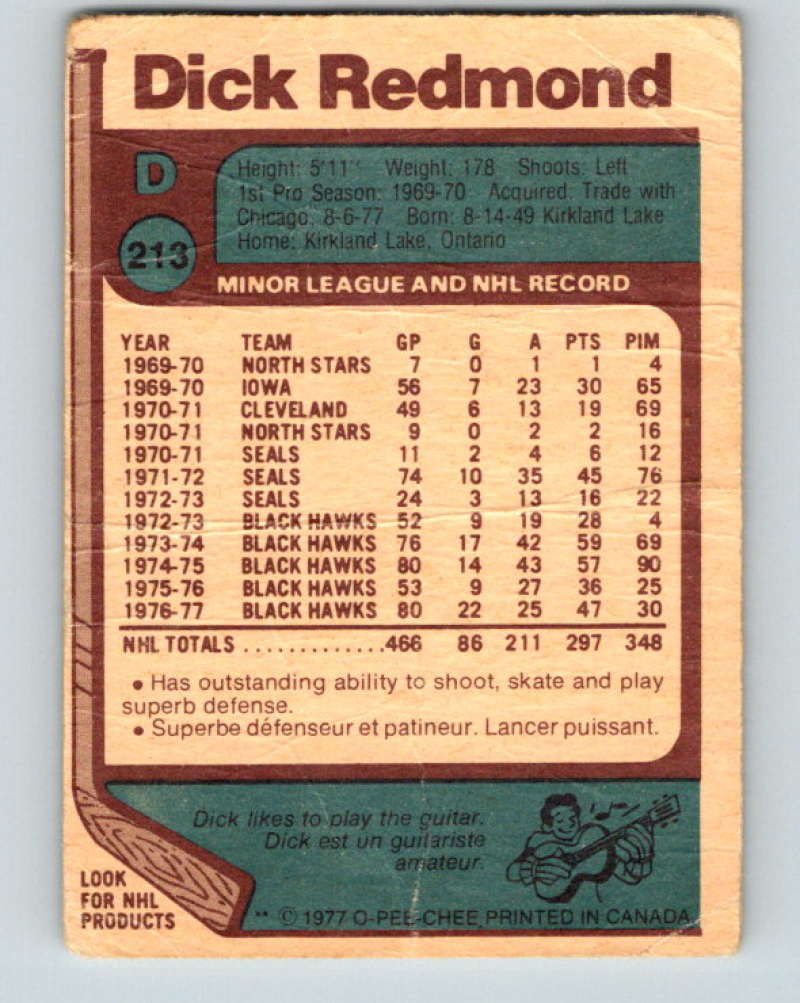 Dick Redmond
D
213
Height: 5'11" Weight: 178 Shoots: Left
1st Pro Season: 1969-70 Acquired: Trade with
Chicago, 8-6-77 Born: 8-14-49 Kirkland Lake
Home: Kirkland Lake, Ontario
MINOR LEAGUE AND NHL RECORD
YEAR TEAM GP G A PTS PIM
1969-70 NORTH STARS 7 0 1 1 4
1969-70 IOWA 56 7 23 30 65
1970-71 CLEVELAND 49 6 13 19 69
1970-71 NORTH STARS 9 0 2 2 16
1970-71 SEALS 11 2 4 6 12
1971-72 SEALS 74 10 35 45 76
1972-73 SEALS 24 3 13 16 22
1972-73 BLACK HAWKS 52 9 19 28 4
1973-74 BLACK HAWKS 76 17 42 59 69
1974-75 BLACK HAWKS 80 14 43 57 90
1975-76 BLACK HAWKS 53 9 27 36 25
1976-77 BLACK HAWKS 80 22 25 47 30
NHL TOTALS ............. 466 86 211 297 348
• Has outstanding ability to shoot, skate and play
superb defense.
• Superbe défenseur et patineur. Lancer puissant.
Dick likes to play the guitar.
Dick est un guitariste
amateur.
LOOK
FOR NHL
PRODUCTS
** © 1977 O-PEE-CHEE PRINTED IN CANADA